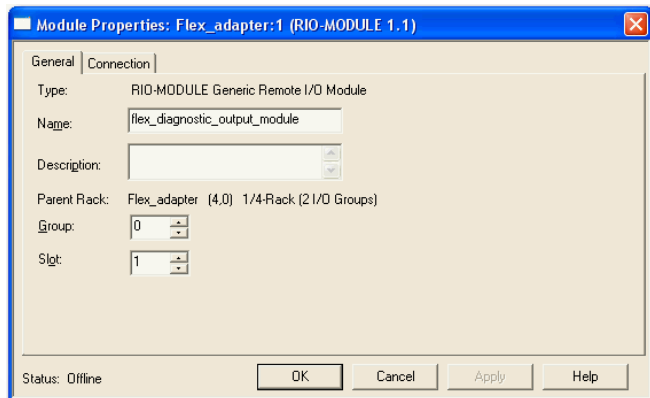 Module Properties: Flex_adapter:1 (RIO-MODULE 1.1)
General Connection
Type: RIO-MODULE Generic Remote I/O Module
Name: flex_diagnostic_output_module
Description:
Parent Rack: Flex_adapter (4,0) 1/4-Rack (2 I/O Groups)
Group: 0
Slot: 1
Status: Offline OK Cancel Apply Help